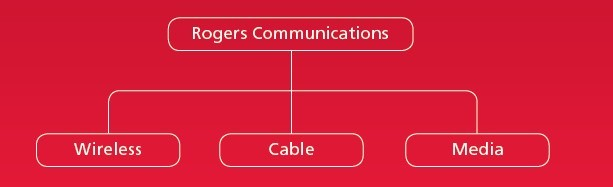 Rogers Communications
Wireless
Cable
Media